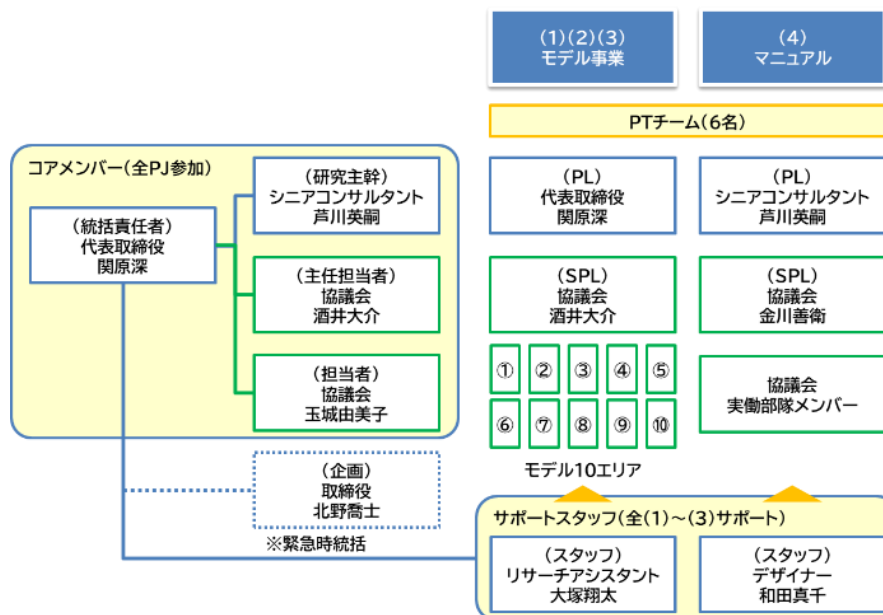 (1)(2)(3)
モデル事業
(4)
マニュアル
PTチーム(6名)
コアメンバー(全PJ参加)
(統括責任者)
代表取締役
関原深
(研究主幹)
シニアコンサルタント
芦川英嗣
(主任担当者)
協議会
酒井大介
(担当者)
協議会
玉城由美子
(企画)
取締役
北野喬士
※緊急時統括
(PL)
代表取締役
関原深
(PL)
シニアコンサルタント
芦川英嗣
(SPL)
協議会
酒井大介
(SPL)
協議会
金川善衛
① ② ③ ④ ⑤
⑥ ⑦ ⑧ ⑨ ⑩
モデル10エリア
協議会
実働部隊メンバー
サポートスタッフ(全(1)~(3)サポート)
(スタッフ)
リサーチアシスタント
大塚翔太
(スタッフ)
デザイナー
和田真千